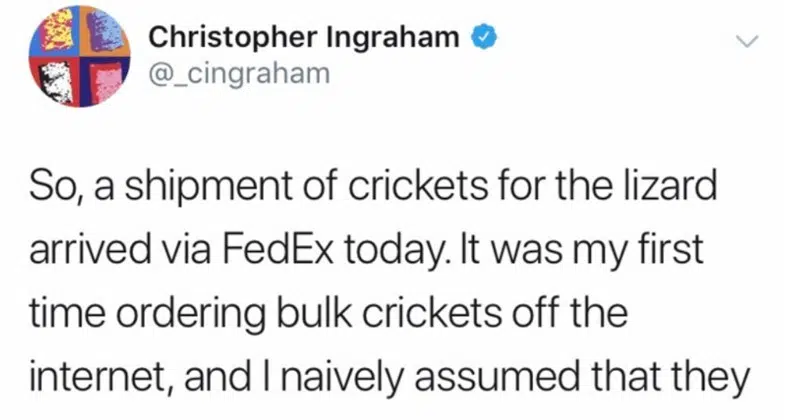 Christopher Ingraham
@_cingraham
So, a shipment of crickets for the lizard
arrived via FedEx today. It was my first
time ordering bulk crickets off the
internet, and I naively assumed that they